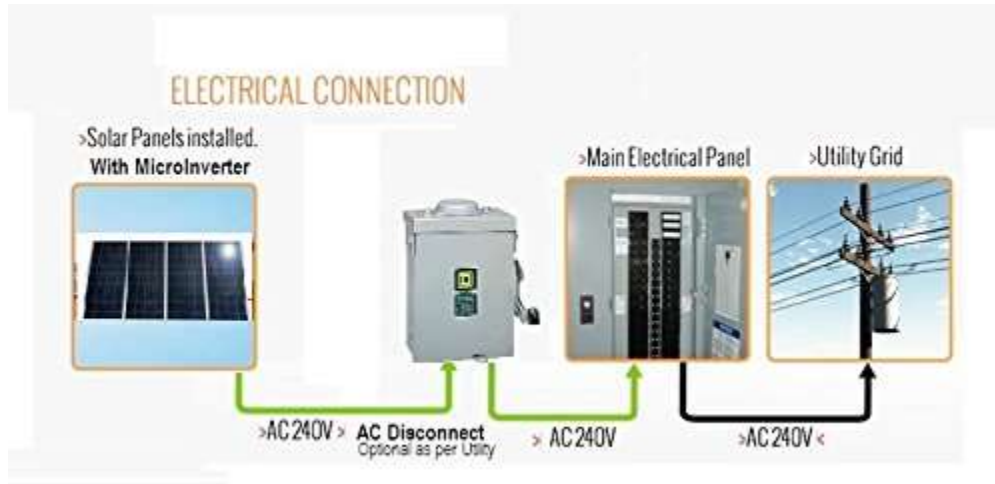 ELECTRICAL CONNECTION
>Solar Panels installed.
With MicroInverter
>Main Electrical Panel
>Utility Grid
>AC 240V >
AC Disconnect
Optional as per Utility
> AC 240V
>AC 240V <